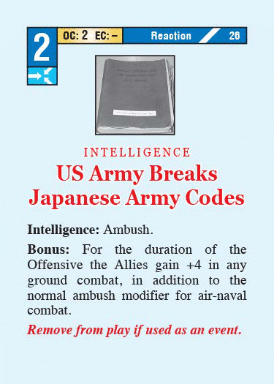 2 OC: 2 EC: – Reaction 26
INTELLIGENCE
US Army Breaks
Japanese Army Codes
Intelligence: Ambush.
Bonus: For the duration of the
Offensive the Allies gain +4 in any
ground combat, in addition to the
normal ambush modifier for air-naval
combat.
Remove from play if used as an event.